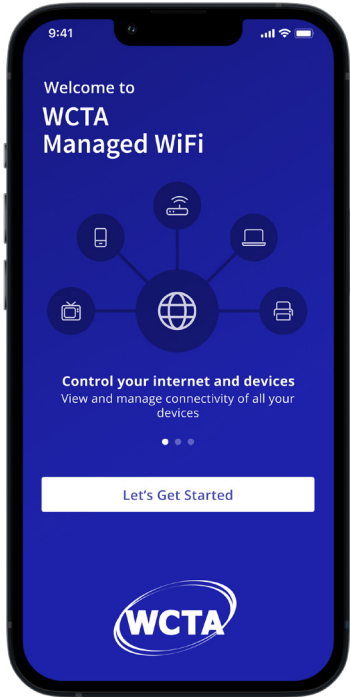 9:41
Welcome to
WCTA
Managed WiFi
Control your internet and devices
View and manage connectivity of all your
devices
Let's Get Started
WCTA